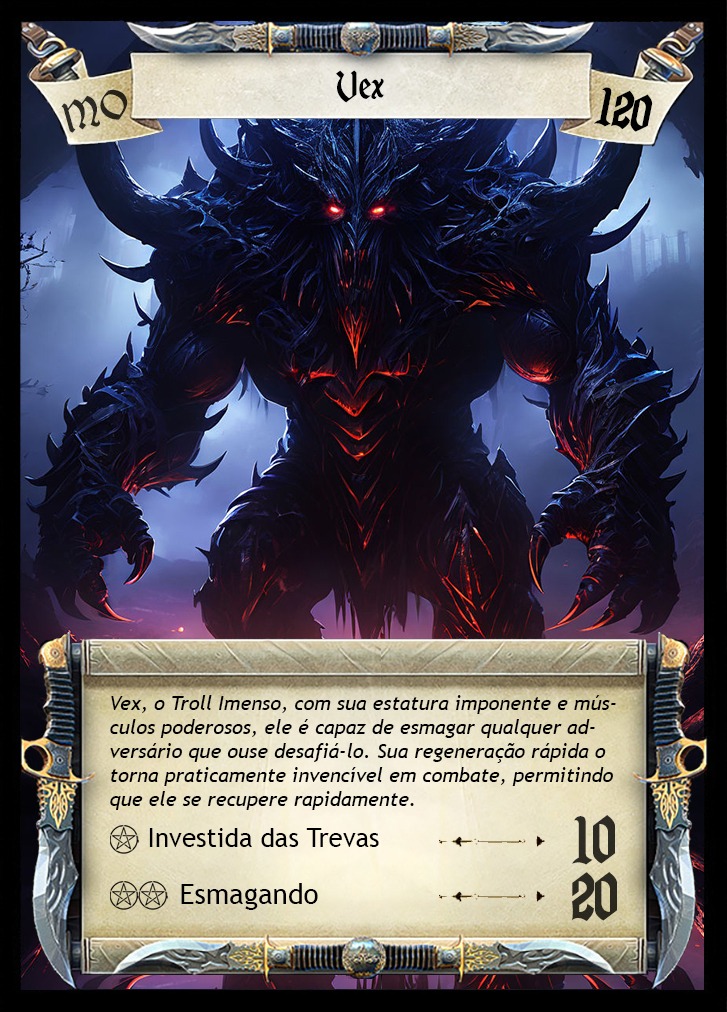 MO
Vex
120
Vex, o Troll Imenso, com sua estatura imponente e mús-
culos poderosos, ele é capaz de esmagar qualquer ad-
versário que ouse desafiá-lo. Sua regeneração rápida o
torna praticamente invencível em combate, permitindo
que ele se recupere rapidamente.
Investida das Trevas 10
Esmagando 20